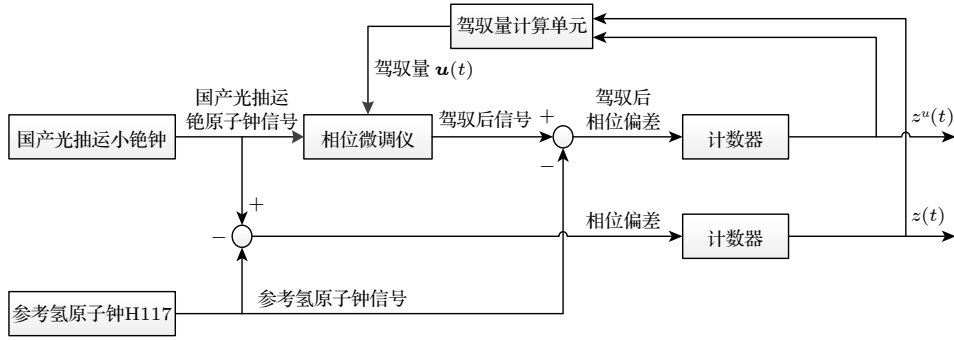 驾驭量计算单元
驾驭量 u(t)
国产光抽运
铯原子钟信号
驾驭后
相位偏差
国产光抽运小铯钟
相位微调仪
驾驭后信号
+
−
计数器
z^u(t)
+
−
相位偏差
计数器
z(t)
参考氢原子钟H117
参考氢原子钟信号